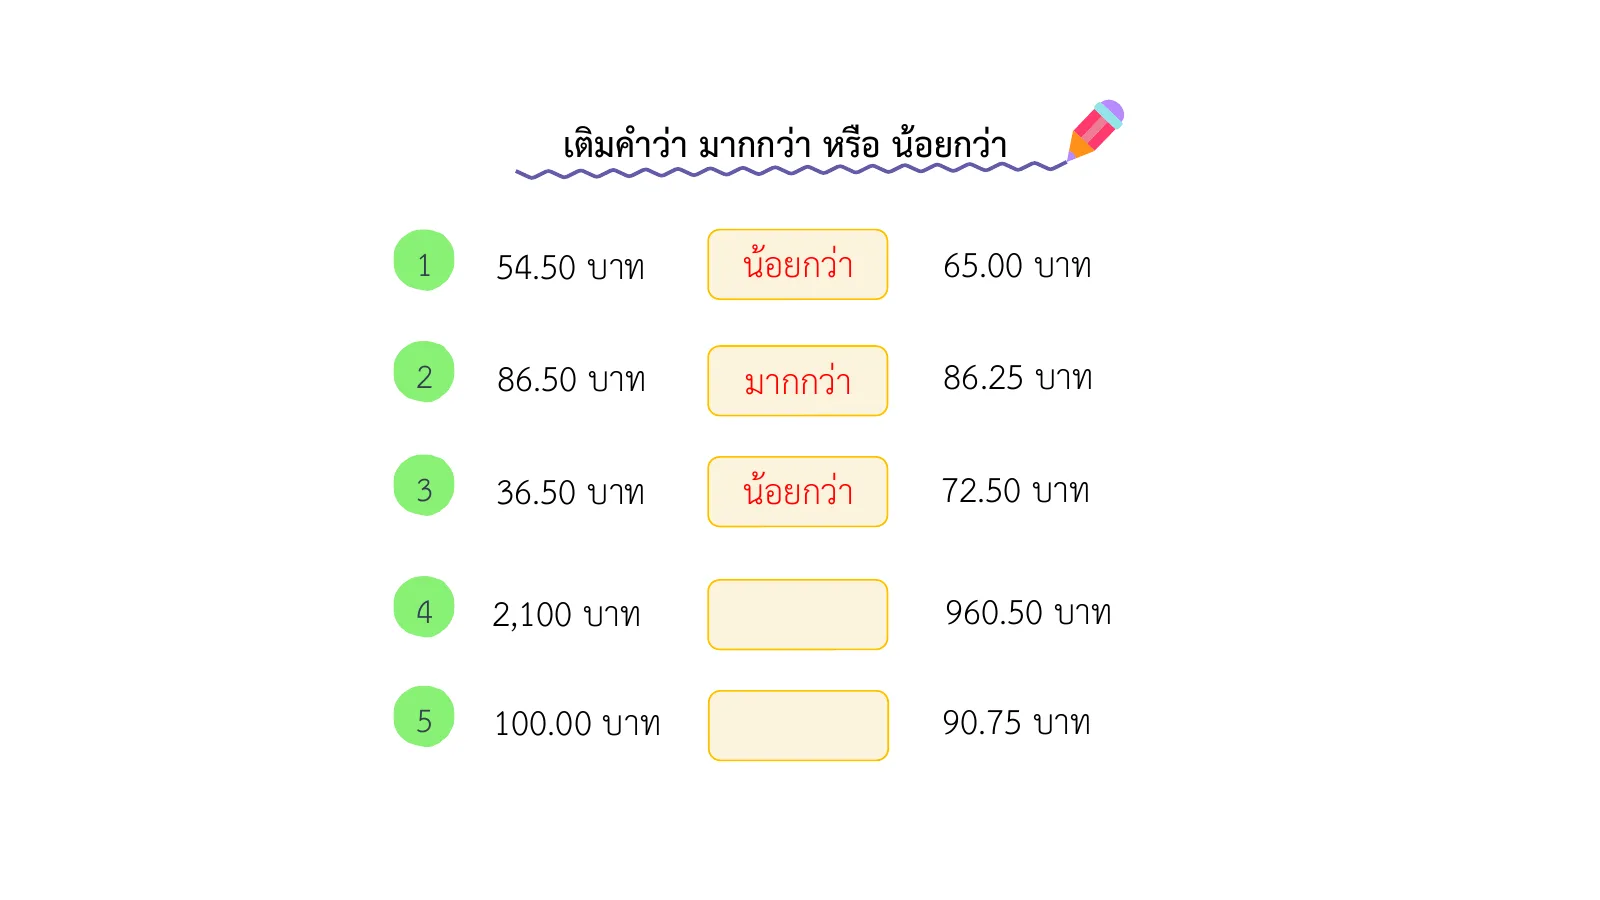 เติมคำว่า มากกว่า หรือ น้อยกว่า
1 54.50 บาท น้อยกว่า 65.00 บาท
2 86.50 บาท มากกว่า 86.25 บาท
3 36.50 บาท น้อยกว่า 72.50 บาท
4 2,100 บาท 960.50 บาท
5 100.00 บาท 90.75 บาท